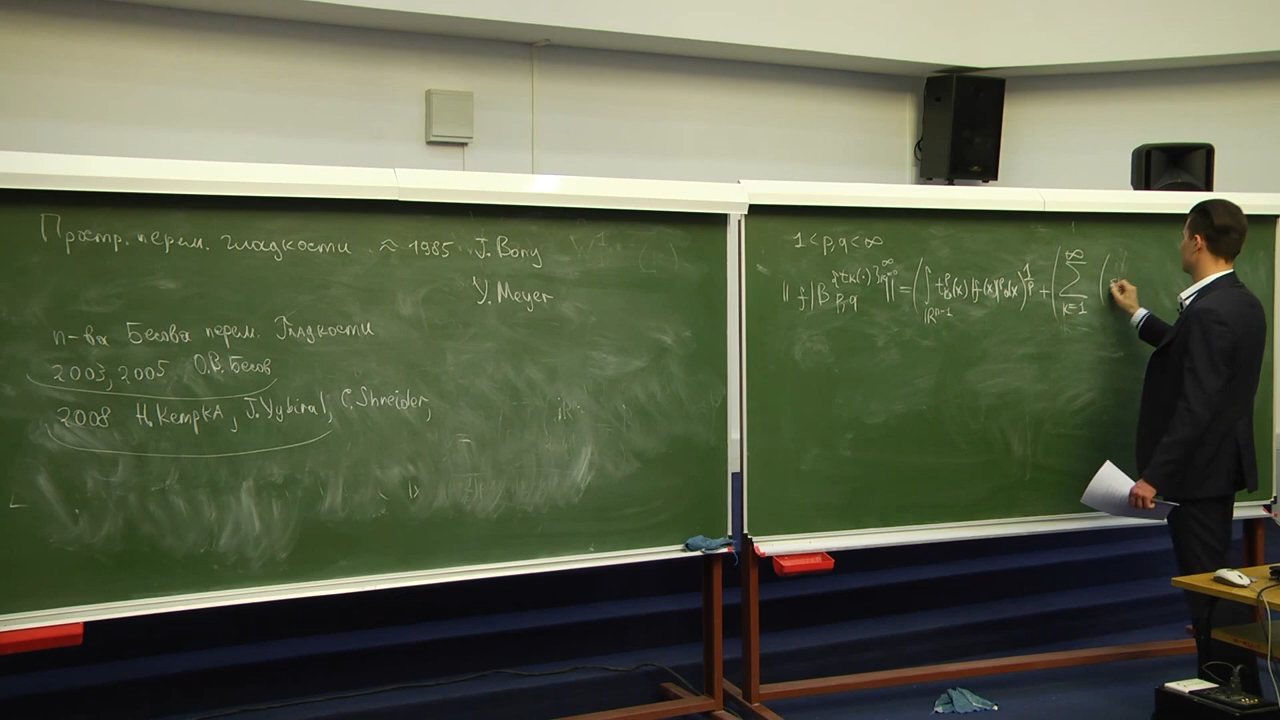 Простр. перем. гладкости ≈ 1985 J. Bony
Y. Meyer
п-ва Бесова перем. Гладкости
2003, 2005 О.В. Бесов
2008 H. KempkA, J. Vybiral, C. Shneider,
1 < p,q < ∞
|| f | B_{p,q}^{{t_k(·)}_{k=0}^∞} || = (∫_{ℝ^{n-1}} t_0^p(x) |f(x)|^p dx)^{1/p} + (∑_{k=1}^∞ (